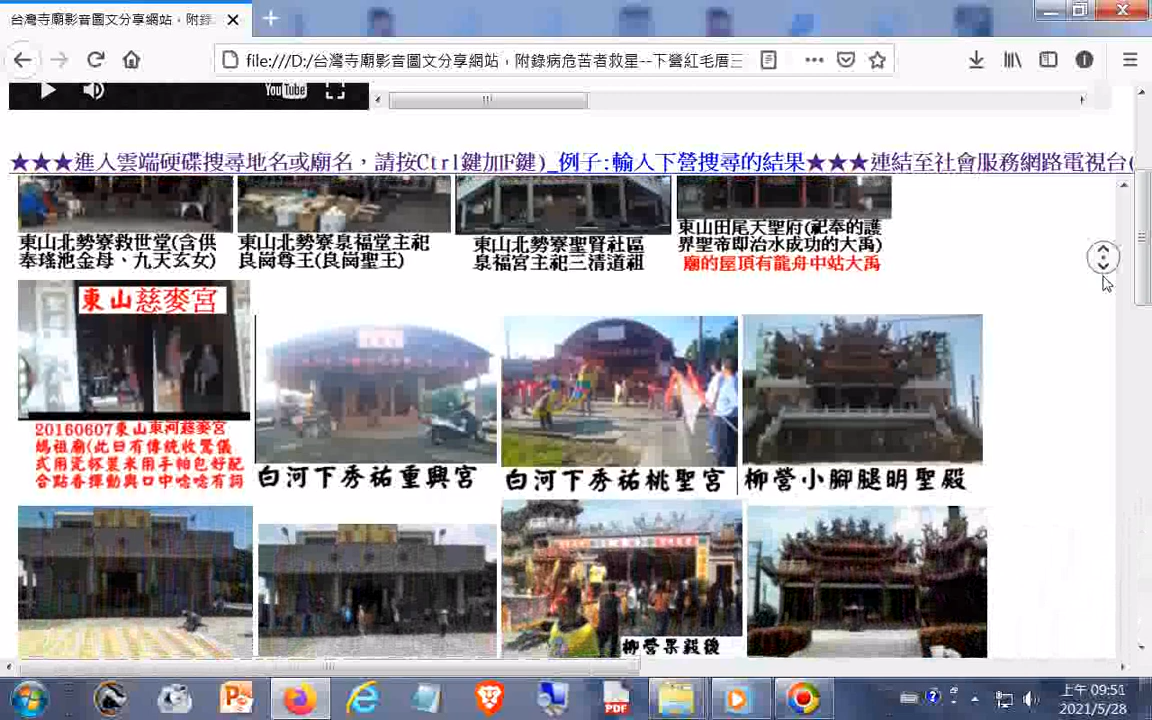 台灣寺廟影音圖文分享網站，附錄
file:///D:/台灣寺廟影音圖文分享網站，附錄病危苦者救星--下營紅毛厝三
YouTube
★★★進入雲端硬碟搜尋地名或廟名，請按Ctrl鍵加F鍵)_例子:輸入下營搜尋的結果★★★連結至社會服務網路電視台(
東山北勢寮救世堂(含供
奉瑤池金母、九天玄女)
東山北勢寮泉福堂主祀
良崗尊王(良崗聖王)
東山北勢寮聖賢社區
泉福宮主祀三清道祖
東山田尾天聖府(祀奉的護
界聖帝即治水成功的大禹)
廟的屋頂有龍舟中站大禹
東山慈麥宮
20160607東山東河慈麥宮
媽祖廟(此日有傳統收驚儀
式用瓷杯裝米用手帕包好配
合點香揮動與口中唸唸有詞
白河下秀祐重興宮
白河下秀祐桃聖宮
柳營小腳腿明聖殿
柳營果毅後
PDF
上午 09:51
2021/5/28